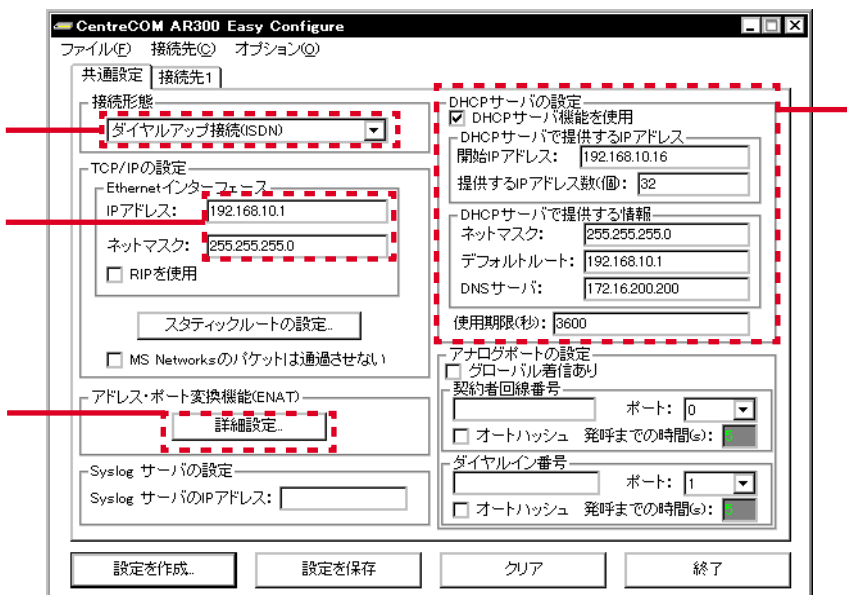 CentreCOM AR300 Easy Configure
ファイル(F) 接続先(C) オプション(O)
共通設定 接続先1
接続形態
ダイヤルアップ接続(ISDN)
TCP/IPの設定
Ethernetインターフェース
IPアドレス: 192.168.10.1
ネットマスク: 255.255.255.0
RIPを使用
スタティックルートの設定...
MS Networksのパケットは通過させない
アドレス・ポート変換機能(ENAT)
詳細設定...
Syslog サーバの設定
Syslog サーバのIPアドレス:
DHCPサーバの設定
DHCPサーバ機能を使用
DHCPサーバで提供するIPアドレス
開始IPアドレス: 192.168.10.16
提供するIPアドレス数(個): 32
DHCPサーバで提供する情報
ネットマスク: 255.255.255.0
デフォルトルート: 192.168.10.1
DNSサーバ: 172.16.200.200
使用期限(秒): 3600
アナログポートの設定
グローバル着信あり
契約者回線番号
ポート: 0
オートハッシュ 発呼までの時間(s): 5
ダイヤルイン番号
ポート: 1
オートハッシュ 発呼までの時間(s): 5
設定を作成... 設定を保存 クリア 終了